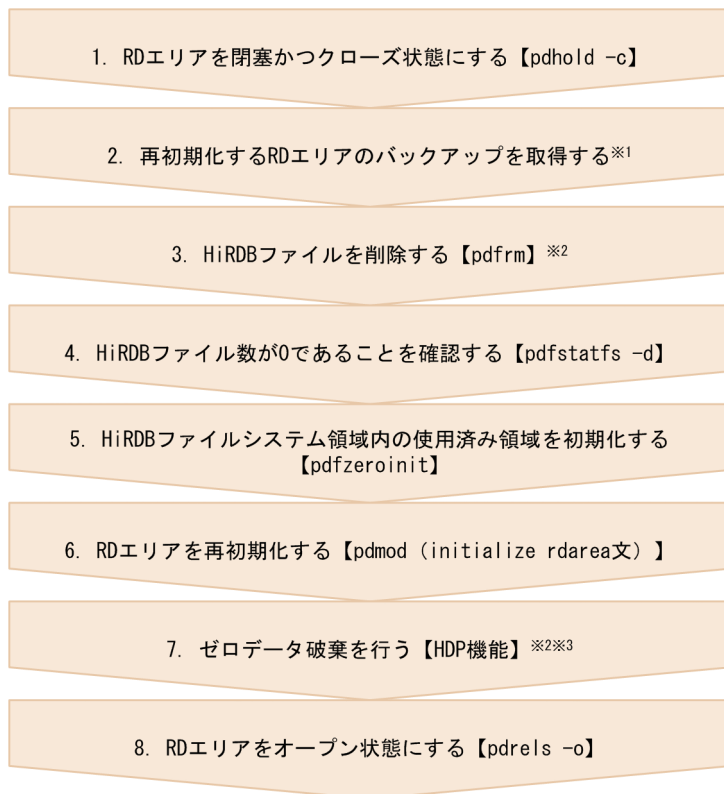 1. RDエリアを閉塞かつクローズ状態にする【pdhold -c】
2. 再初期化するRDエリアのバックアップを取得する※1
3. HiRDBファイルを削除する【pdfrm】※2
4. HiRDBファイル数が0であることを確認する【pdfstatfs -d】
5. HiRDBファイルシステム領域内の使用済み領域を初期化する
【pdfzeroinit】
6. RDエリアを再初期化する【pdmod（initialize rdarea文）】
7. ゼロデータ破棄を行う【HDP機能】※2※3
8. RDエリアをオープン状態にする【pdrels -o】